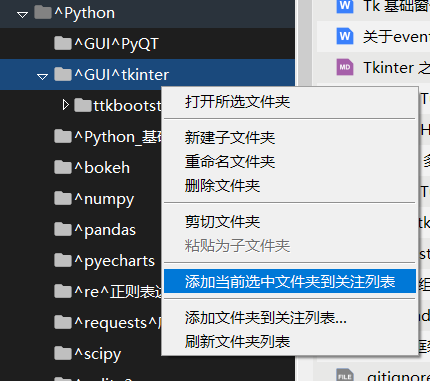 ^Python
^GUI^PyQT
^GUI^tkinter
ttkbootst
^Python_基础
^bokeh
^numpy
^pandas
^pyecharts
^re^正则表达
^requests^
^scipy
打开所选文件夹
新建子文件夹
重命名文件夹
删除文件夹
剪切文件夹
粘贴为子文件夹
添加当前选中文件夹到关注列表
添加文件夹到关注列表...
刷新文件夹列表
Tk 基础窗
关于event
Tkinter 之
.gitignore